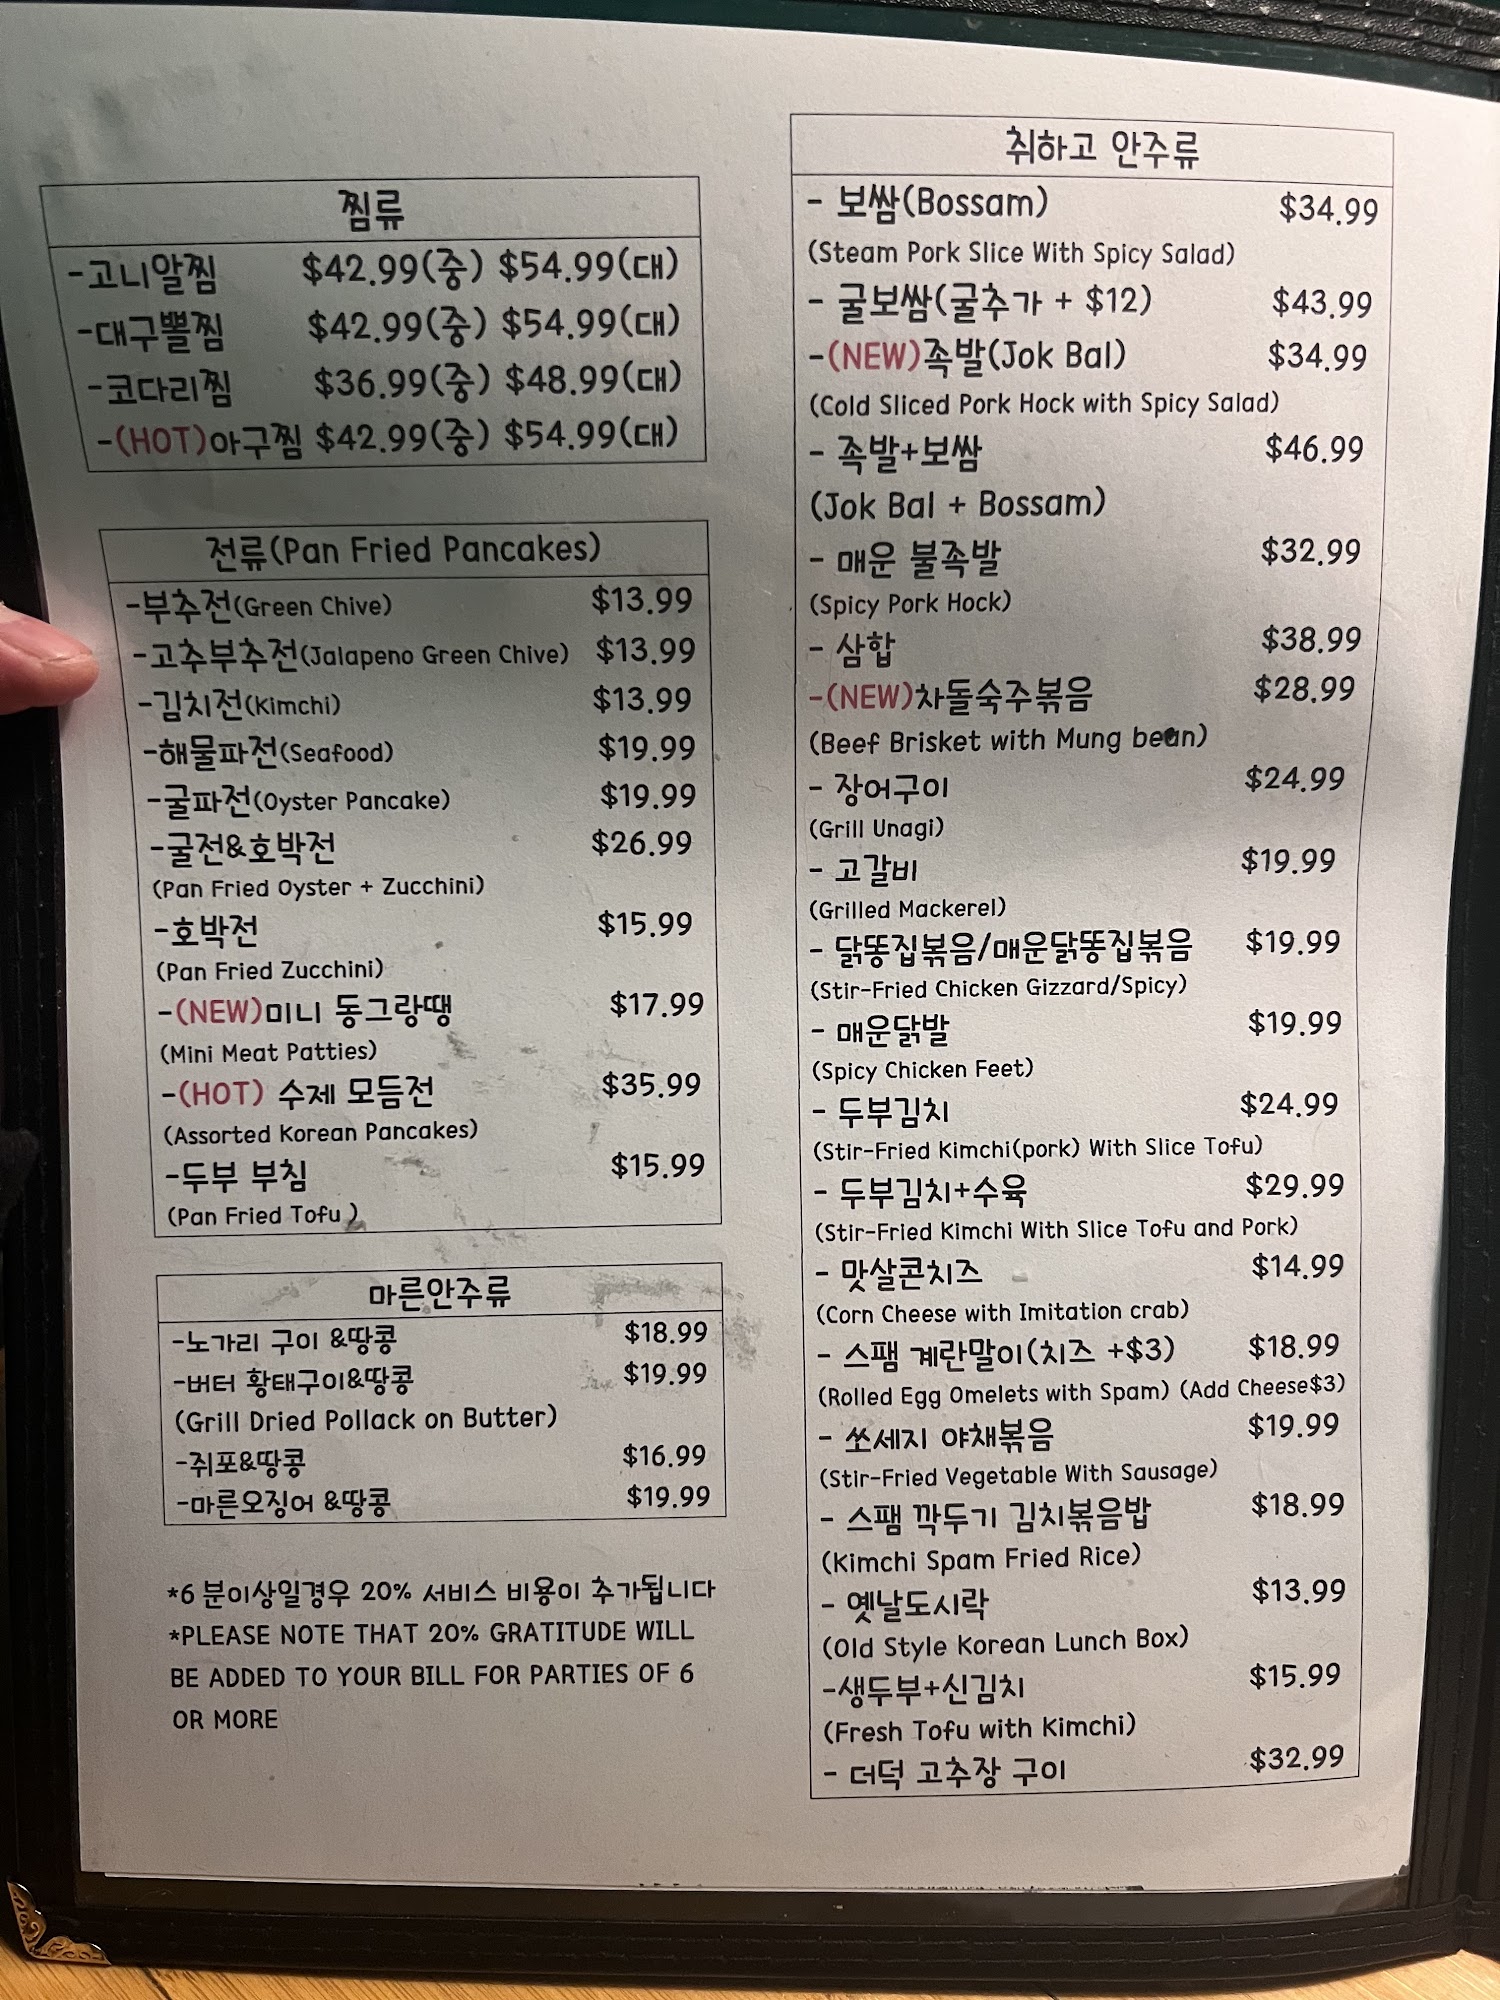 찜류
-고니알찜 $42.99(중) $54.99(대)
-대구뽈찜 $42.99(중) $54.99(대)
-코다리찜 $36.99(중) $48.99(대)
-(HOT)아구찜 $42.99(중) $54.99(대)
전류(Pan Fried Pancakes)
-부추전(Green Chive) $13.99
-고추부추전(Jalapeno Green Chive) $13.99
-김치전(Kimchi) $13.99
-해물파전(Seafood) $19.99
-굴파전(Oyster Pancake) $19.99
-굴전&호박전 $26.99
(Pan Fried Oyster + Zucchini)
-호박전 $15.99
(Pan Fried Zucchini)
-(NEW)미니 동그랑땡 $17.99
(Mini Meat Patties)
-(HOT) 수제 모듬전 $35.99
(Assorted Korean Pancakes)
-두부 부침 $15.99
(Pan Fried Tofu )
마른안주류
-노가리 구이 &땅콩 $18.99
-버터 황태구이&땅콩 $19.99
(Grill Dried Pollack on Butter)
-쥐포&땅콩 $16.99
-마른오징어 &땅콩 $19.99
*6 분이상일경우 20% 서비스 비용이 추가됩니다
*PLEASE NOTE THAT 20% GRATITUDE WILL
BE ADDED TO YOUR BILL FOR PARTIES OF 6
OR MORE
취하고 안주류
- 보쌈(Bossam) $34.99
(Steam Pork Slice With Spicy Salad)
- 굴보쌈(굴추가 + $12) $43.99
-(NEW)족발(Jok Bal) $34.99
(Cold Sliced Pork Hock with Spicy Salad)
- 족발+보쌈 $46.99
(Jok Bal + Bossam)
- 매운 불족발 $32.99
(Spicy Pork Hock)
- 삼합 $38.99
-(NEW)차돌숙주볶음 $28.99
(Beef Brisket with Mung bean)
- 장어구이 $24.99
(Grill Unagi)
- 고갈비 $19.99
(Grilled Mackerel)
- 닭똥집볶음/매운닭똥집볶음 $19.99
(Stir-Fried Chicken Gizzard/Spicy)
- 매운닭발 $19.99
(Spicy Chicken Feet)
- 두부김치 $24.99
(Stir-Fried Kimchi(pork) With Slice Tofu)
- 두부김치+수육 $29.99
(Stir-Fried Kimchi With Slice Tofu and Pork)
- 맛살콘치즈 $14.99
(Corn Cheese with Imitation crab)
- 스팸 계란말이(치즈 +$3) $18.99
(Rolled Egg Omelets with Spam) (Add Cheese$3)
- 쏘세지 야채볶음 $19.99
(Stir-Fried Vegetable With Sausage)
- 스팸 깍두기 김치볶음밥 $18.99
(Kimchi Spam Fried Rice)
- 옛날도시락 $13.99
(Old Style Korean Lunch Box)
-생두부+신김치 $15.99
(Fresh Tofu with Kimchi)
- 더덕 고추장 구이 $32.99